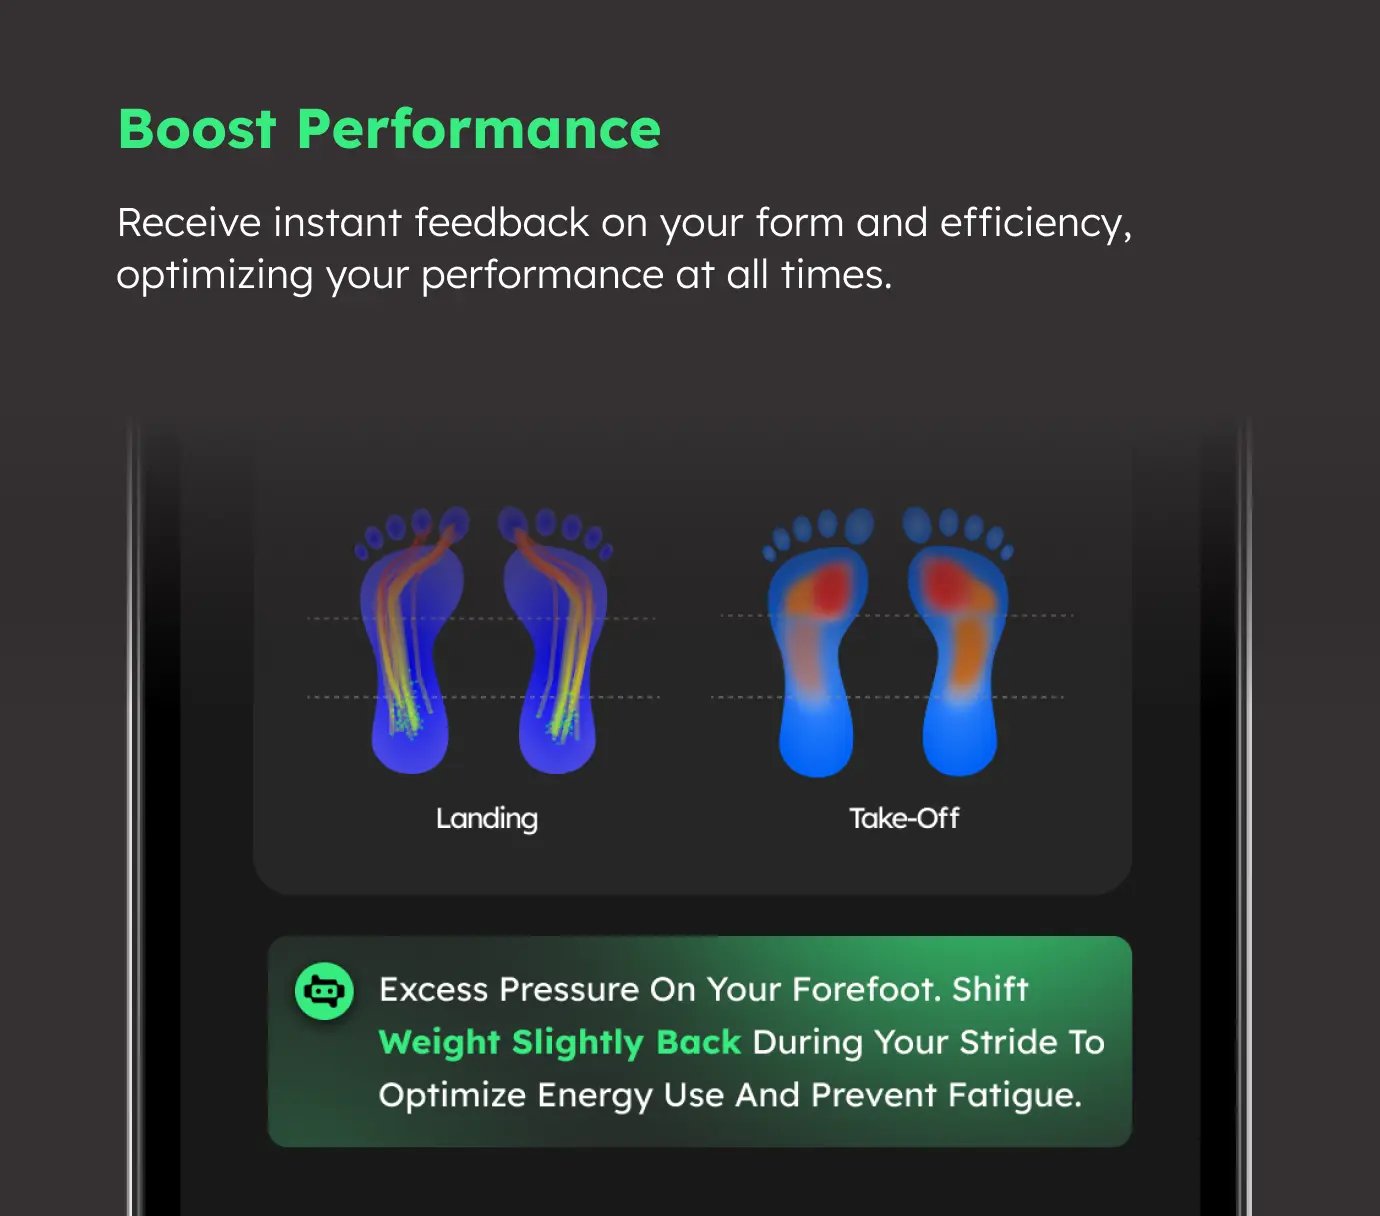 Boost Performance
Receive instant feedback on your form and efficiency,
optimizing your performance at all times.
Landing
Take-Off
Excess Pressure On Your Forefoot. Shift
Weight Slightly Back During Your Stride To
Optimize Energy Use And Prevent Fatigue.